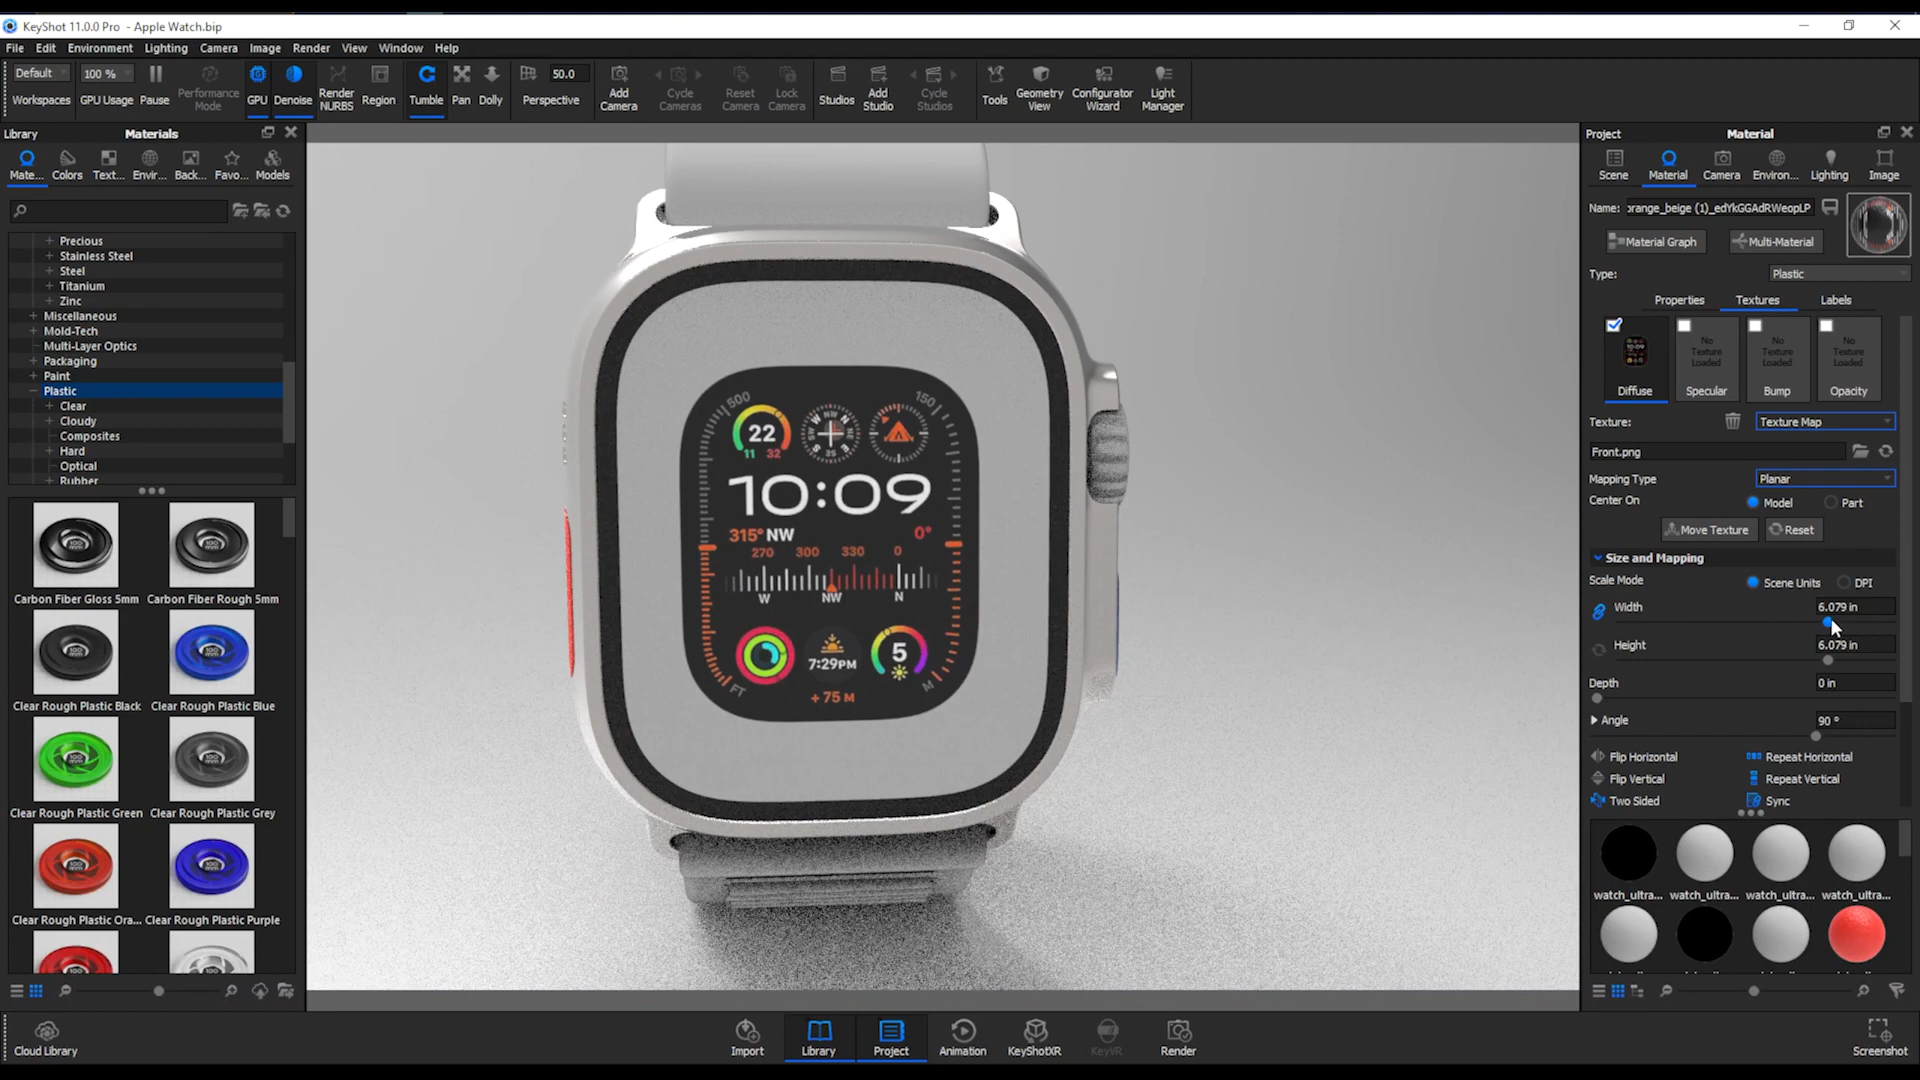 KeyShot 11.0.0 Pro - Apple Watch.bip
File Edit Environment Lighting Camera Image Render View Window Help
Default 100 % 50.0
Workspaces GPU Usage Pause Performance Mode GPU Denoise Render NURBS Region Tumble Pan Dolly Perspective Add Camera Cycle Cameras Reset Camera Lock Camera Studios Add Studio Cycle Studios Tools Geometry View Configurator Wizard Light Manager
Library Materials
Mate... Colors Text... Envir... Back... Favo... Models
Precious
Stainless Steel
Steel
Titanium
Zinc
Miscellaneous
Mold-Tech
Multi-Layer Optics
Packaging
Paint
Plastic
Clear
Cloudy
Composites
Hard
Optical
Rubber
Carbon Fiber Gloss 5mm Carbon Fiber Rough 5mm
Clear Rough Plastic Black Clear Rough Plastic Blue
Clear Rough Plastic Green Clear Rough Plastic Grey
Clear Rough Plastic Ora... Clear Rough Plastic Purple
500 150
22
11 32
10:09
315° NW 0°
270 300 330 0
W NW N
7:29PM 5
FT + 75 M M
Project Material
Scene Material Camera Environ... Lighting Image
Name: orange_beige (1)_edYkGGAdRWeopLP
Material Graph Multi-Material
Type: Plastic
Properties Textures Labels
No Texture Loaded No Texture Loaded No Texture Loaded
Diffuse Specular Bump Opacity
Texture: Texture Map
Front.png
Mapping Type Planar
Center On Model Part
Move Texture Reset
Size and Mapping
Scale Mode Scene Units DPI
Width 6.079 in
Height 6.079 in
Depth 0 in
Angle 90 °
Flip Horizontal Repeat Horizontal
Flip Vertical Repeat Vertical
Two Sided Sync
watch_ultra... watch_ultra... watch_ultra... watch_ultra...
Cloud Library Import Library Project Animation KeyShotXR KeyVR Render Screenshot